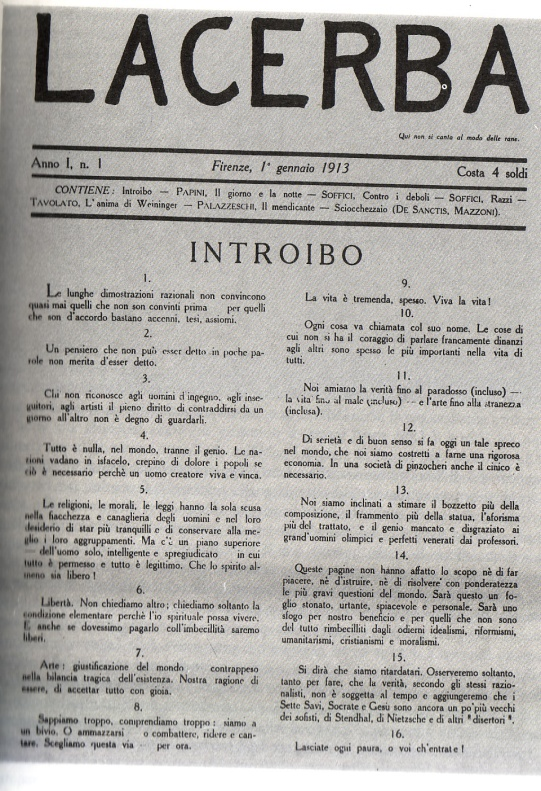 LACERBA
Qui non si canta al modo delle rane.
Anno I, n. 1
Firenze, 1° gennaio 1913
Costa 4 soldi
CONTIENE: Introibo — PAPINI, Il giorno e la notte — SOFFICI, Contro i deboli — SOFFICI, Razzi —
TAVOLATO, L'anima di Weininger — PALAZZESCHI, Il mendicante — Sciocchezzaio (DE SANCTIS, MAZZONI).
INTROIBO
1.
Le lunghe dimostrazioni razionali non convincono
quasi mai quelli che non son convinti prima per quelli
che son d'accordo bastano accenni, tesi, assiomi.
2.
Un pensiero che non può esser detto in poche pa-
role non merita d'esser detto.
3.
Chi non riconosce agli uomini d'ingegno, agli inse-
guitori, agli artisti il pieno diritto di contraddirsi da un
giorno all'altro non è degno di guardarli.
4.
Tutto è nulla, nel mondo, tranne il genio. Le na-
zioni vadano in isfacelo, crepino di dolore i popoli se
ciò è necessario perchè un uomo creatore viva e vinca.
5.
Le religioni, le morali, le leggi hanno la sola scusa
nella fiacchezza e canaglieria degli uomini e nel loro
desiderio di star più tranquilli e di conservare alla me-
glio i loro aggruppamenti. Ma c'è un piano superiore
— dell'uomo solo, intelligente e spregiudicato in cui
tutto è permesso e tutto è legittimo. Che lo spirito al-
meno sia libero!
6.
Libertà. Non chiediamo altro; chiediamo soltanto la
condizione elementare perchè l'io spirituale possa vivere.
E anche se dovessimo pagarlo coll'imbecillità saremo
liberi.
7.
Arte: giustificazione del mondo contrappeso
nella bilancia tragica dell'esistenza. Nostra ragione di
essere, di accettar tutto con gioia.
8.
Sappiamo troppo, comprendiamo troppo: siamo a
un bivio. O ammazzarsi o combattere, ridere e can-
tare. Scegliamo questa via per ora.
9.
La vita è tremenda, spesso. Viva la vita!
10.
Ogni cosa va chiamata col suo nome. Le cose di
cui non si ha il coraggio di parlare francamente dinanzi
agli altri sono spesso le più importanti nella vita di
tutti.
11.
Noi amiamo la verità fino al paradosso (incluso) —
la vita fino al male (incluso) — e l'arte fino alla stranezza
(inclusa).
12.
Di serietà e di buon senso si fa oggi un tale spreco
nel mondo, che noi siamo costretti a farne una rigorosa
economia. In una società di pinzocheri anche il cinico è
necessario.
13.
Noi siamo inclinati a stimare il bozzetto più della
composizione, il frammento più della statua, l'aforisma
più del trattato, e il genio mancato e disgraziato ai
grand'uomini olimpici e perfetti venerati dai professori.
14.
Queste pagine non hanno affatto lo scopo nè di far
piacere, nè d'istruire, nè di risolvere con ponderatezza
le più gravi questioni del mondo. Sarà questo un fo-
glio stonato, urtante, spiacevole e personale. Sarà uno
sfogo per nostro beneficio e per quelli che non sono
del tutto rimbecilliti dagli odierni idealismi, riformismi,
umanitarismi, cristianismi e moralismi.
15.
Si dirà che siamo ritardatari. Osserveremo soltanto,
tanto per fare, che la verità, secondo gli stessi razio-
nalisti, non è soggetta al tempo e aggiungeremo che i
Sette Savi, Socrate e Gesù sono ancora un po' più vecchi
dei sofisti, di Stendhal, di Nietzsche e di altri "disertori".
16.
Lasciate ogni paura, o voi ch'entrate!